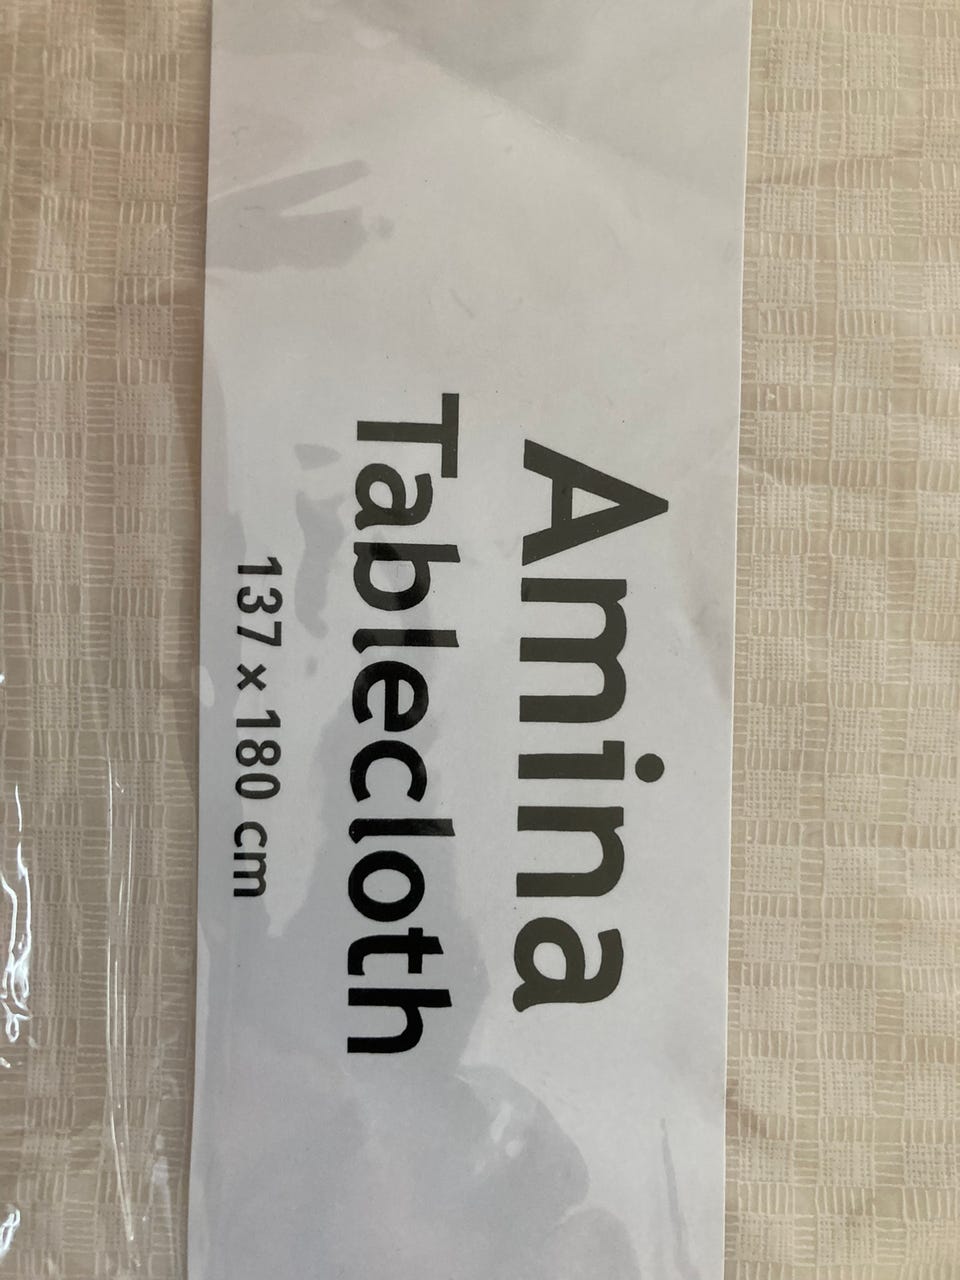 Amina
Tablecloth
137 × 180 cm